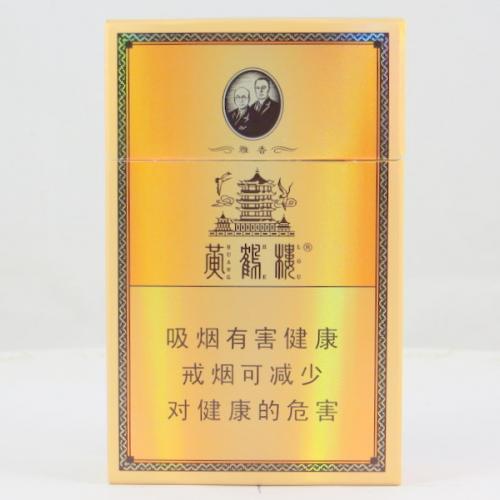 雅香
黄鹤楼®
HUANG HE LOU
吸烟有害健康
戒烟可减少
对健康的危害